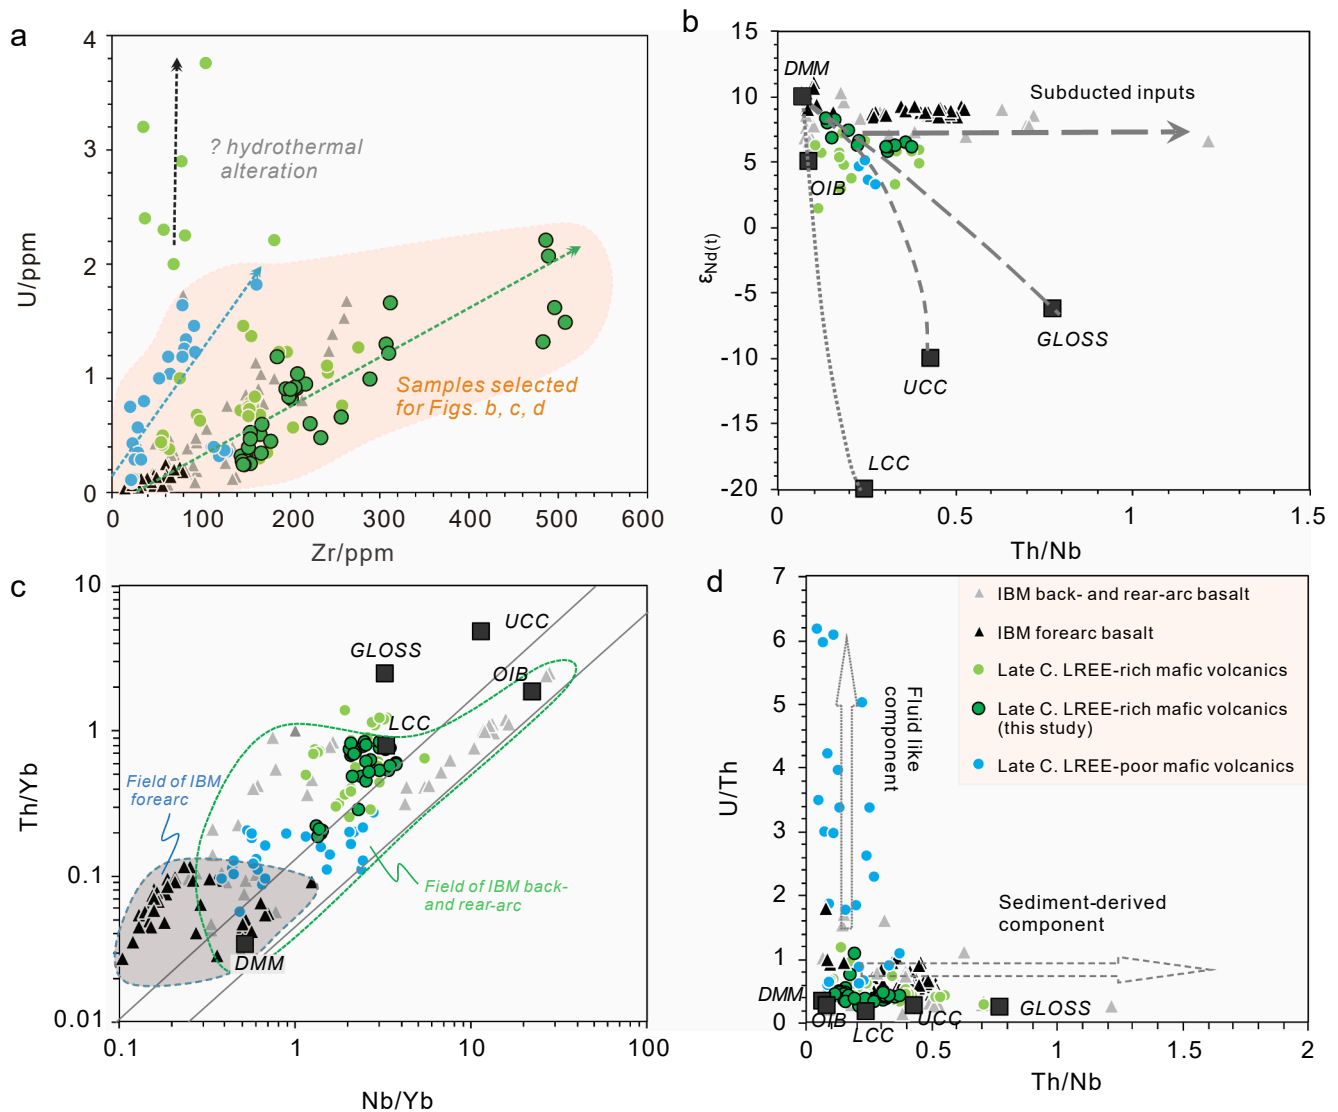 a
4
3
2
1
0
0
100
200
300
400
500
600
U/ppm
Zr/ppm
? hydrothermal
alteration
Samples selected
for Figs. b, c, d
b
15
10
5
0
-5
-10
-15
-20
0
0.5
1
1.5
εNd(t)
Th/Nb
DMM
Subducted inputs
OIB
GLOSS
UCC
LCC
c
10
1
0.1
0.01
0.1
1
10
100
Th/Yb
Nb/Yb
UCC
GLOSS
OIB
LCC
Field of IBM
forearc
Field of IBM back-
and rear-arc
DMM
d
7
6
5
4
3
2
1
0
0
0.5
1
1.5
2
U/Th
Th/Nb
IBM back- and rear-arc basalt
IBM forearc basalt
Late C. LREE-rich mafic volcanics
Late C. LREE-rich mafic volcanics
(this study)
Late C. LREE-poor mafic volcanics
Fluid like
component
Sediment-derived
component
DMM
OIB
LCC
UCC
GLOSS